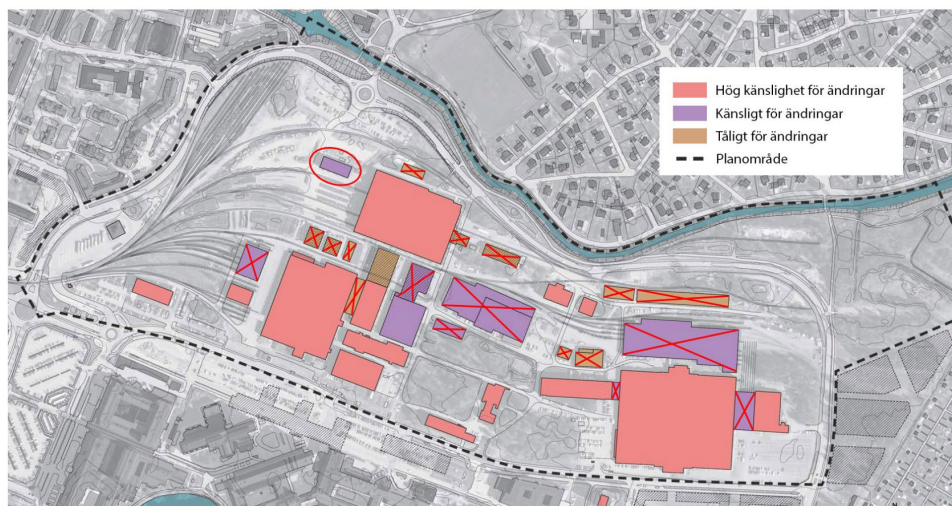 Hög känslighet för ändringar
Känsligt för ändringar
Tåligt för ändringar
Planområde